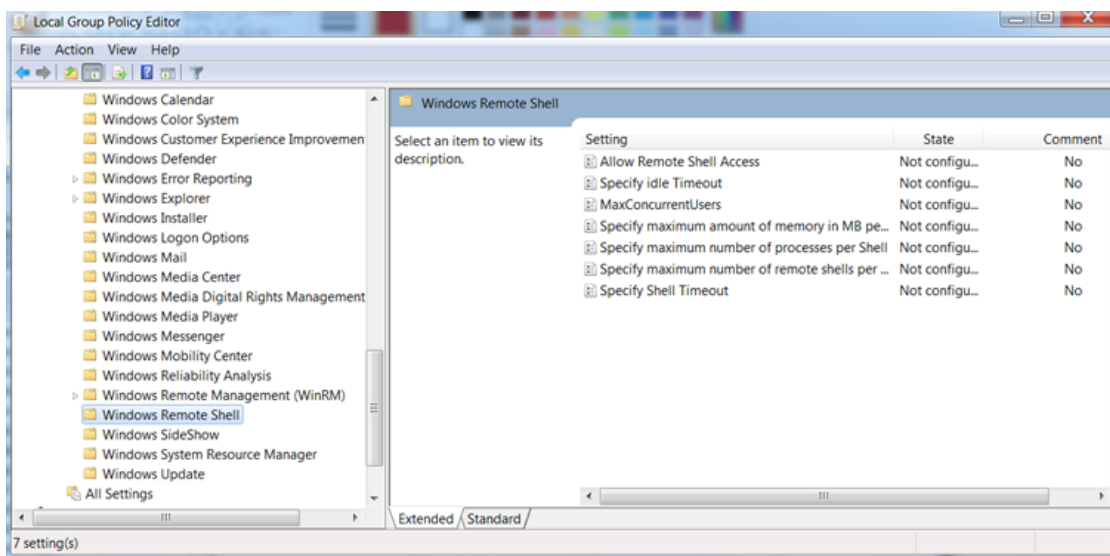 Local Group Policy Editor
File Action View Help
Windows Calendar
Windows Color System
Windows Customer Experience Improvemen
Windows Defender
Windows Error Reporting
Windows Explorer
Windows Installer
Windows Logon Options
Windows Mail
Windows Media Center
Windows Media Digital Rights Management
Windows Media Player
Windows Messenger
Windows Mobility Center
Windows Reliability Analysis
Windows Remote Management (WinRM)
Windows Remote Shell
Windows SideShow
Windows System Resource Manager
Windows Update
All Settings
Windows Remote Shell
Select an item to view its
description.
Setting State Comment
Allow Remote Shell Access Not configu... No
Specify idle Timeout Not configu... No
MaxConcurrentUsers Not configu... No
Specify maximum amount of memory in MB pe... Not configu... No
Specify maximum number of processes per Shell Not configu... No
Specify maximum number of remote shells per ... Not configu... No
Specify Shell Timeout Not configu... No
Extended Standard
7 setting(s)